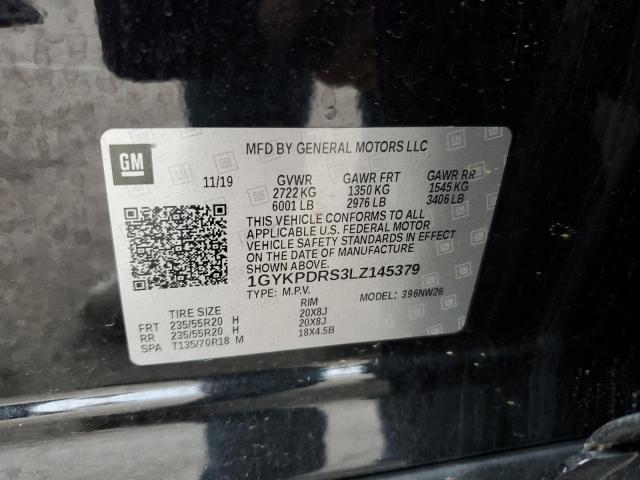 GM
MFD BY GENERAL MOTORS LLC
11/19 GVWR GAWR FRT GAWR RR
2722 KG 1350 KG 1545 KG
6001 LB 2976 LB 3406 LB
THIS VEHICLE CONFORMS TO ALL
APPLICABLE U.S. FEDERAL MOTOR
VEHICLE SAFETY STANDARDS IN EFFECT
ON THE DATE OF MANUFACTURE
SHOWN ABOVE.
1GYKPDRS3LZ145379
TYPE: M.P.V. MODEL: 396NW26
TIRE SIZE RIM
FRT 235/55R20 H 20X8J
RR 235/55R20 H 20X8J
SPA T135/70R18 M 18X4.5B